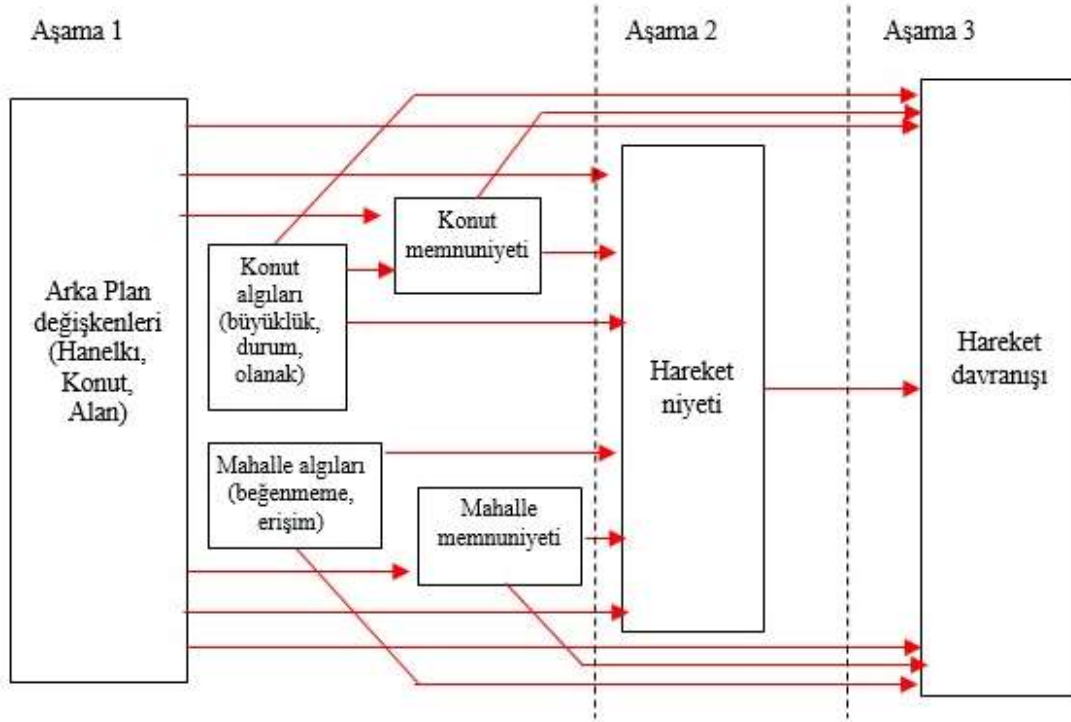 Aşama 1
Aşama 2
Aşama 3
Arka Plan
değişkenleri
(Hanelkı,
Konut,
Alan)
Konut
algıları
(büyüklük,
durum,
olanak)
Konut
memnuniyeti
Mahalle algıları
(beğenmeme,
erişim)
Mahalle
memnuniyeti
Hareket
niyeti
Hareket
davranışı